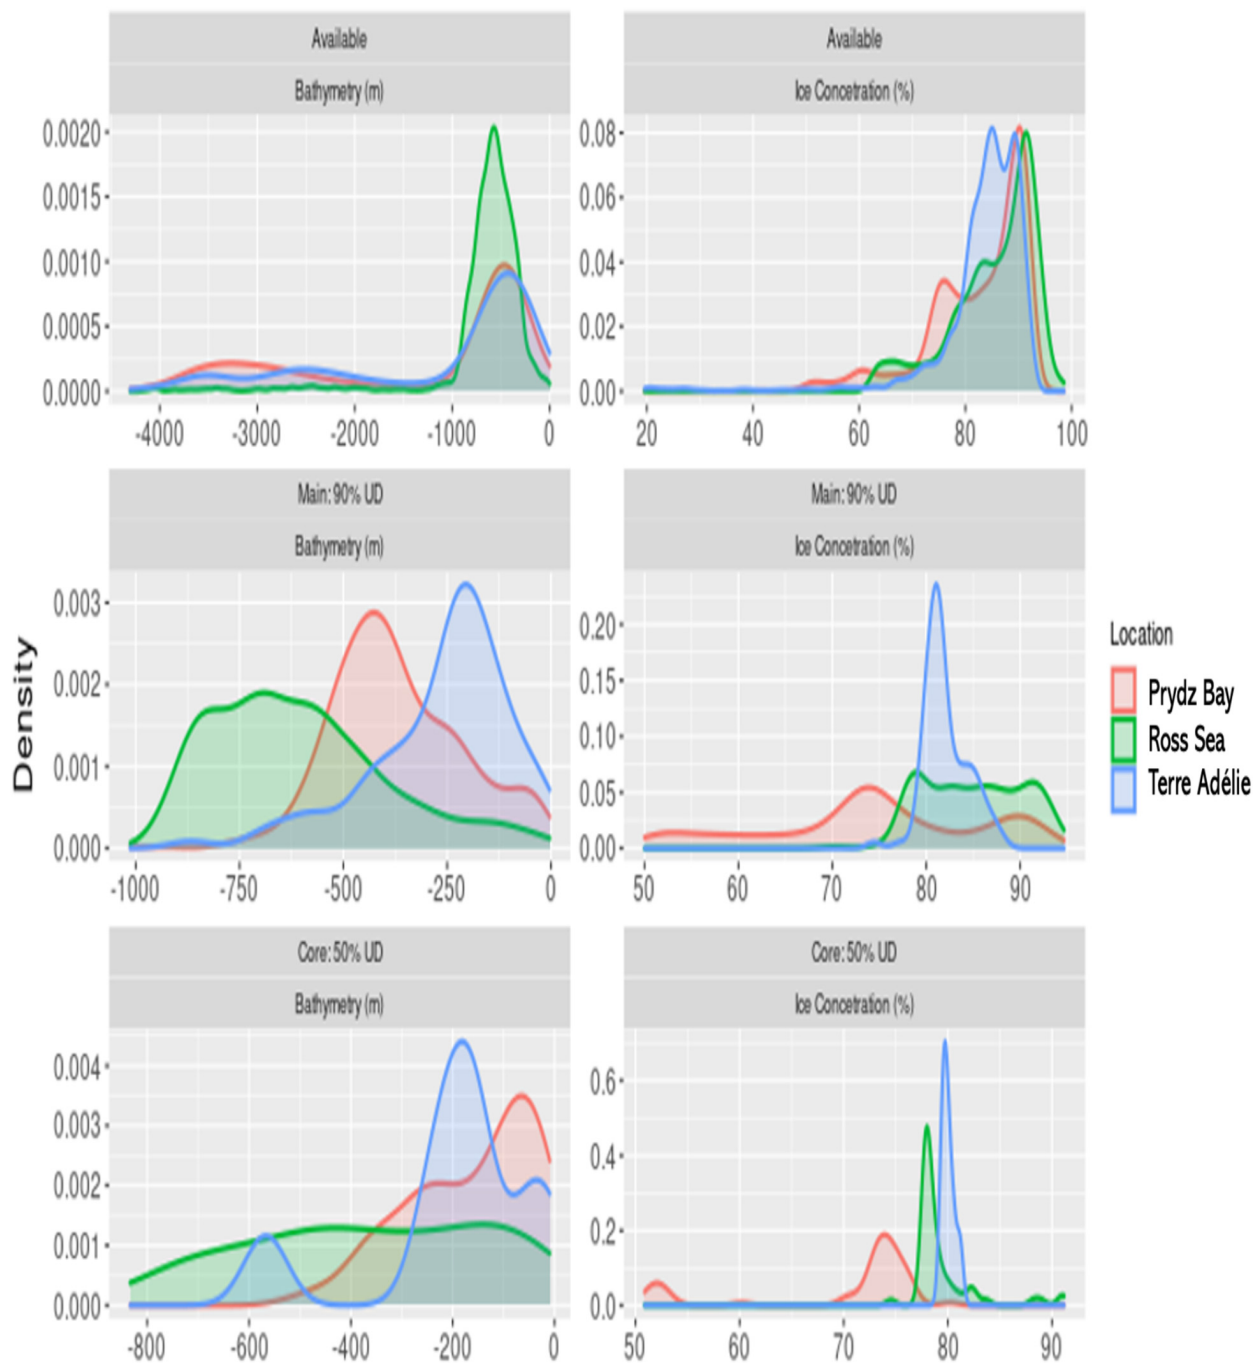 Available
Available
Bathymetry (m)
Ice Concetration (%)
0.0020
0.0015
0.0010
0.0005
0.0000
0.08
0.06
0.04
0.02
0.00
-4000 -3000 -2000 -1000 0
20 40 60 80 100
Main: 90% UD
Main: 90% UD
Bathymetry (m)
Ice Concetration (%)
0.003
0.002
0.001
0.000
0.20
0.15
0.10
0.05
0.00
-1000 -750 -500 -250 0
50 60 70 80 90
Core: 50% UD
Core: 50% UD
Bathymetry (m)
Ice Concetration (%)
0.004
0.003
0.002
0.001
0.000
0.6
0.4
0.2
0.0
-800 -600 -400 -200 0
50 60 70 80 90
Density
Location
Prydz Bay
Ross Sea
Terre Adélie